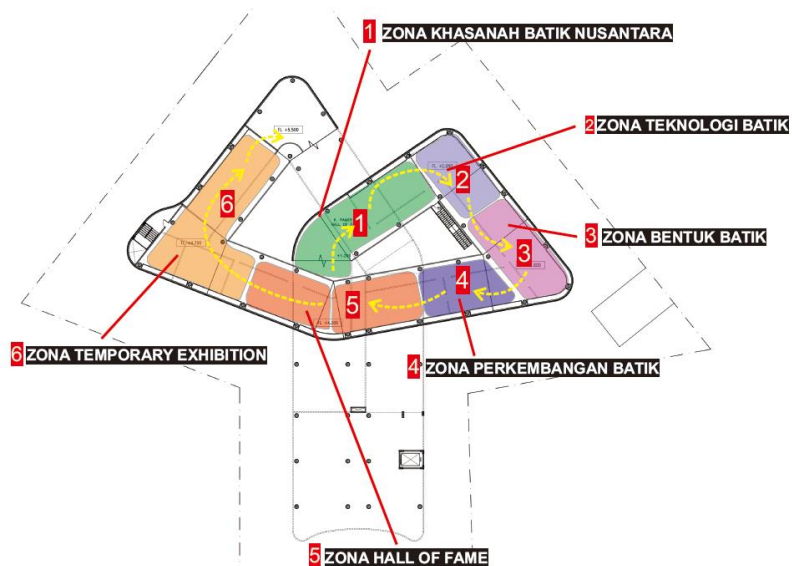 1 ZONA KHASANAH BATIK NUSANTARA
2 ZONA TEKNOLOGI BATIK
3 ZONA BENTUK BATIK
4 ZONA PERKEMBANGAN BATIK
5 ZONA HALL OF FAME
6 ZONA TEMPORARY EXHIBITION
1
2
3
4
5
6